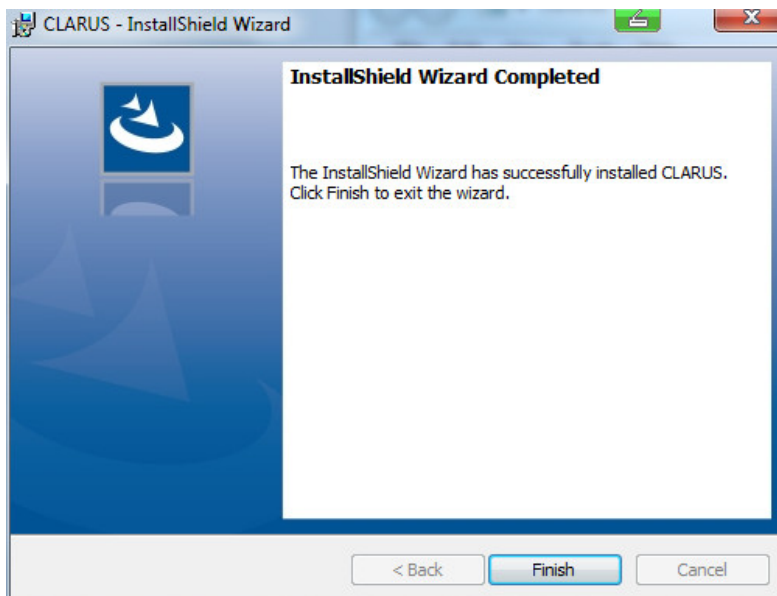 CLARUS - InstallShield Wizard
InstallShield Wizard Completed
The InstallShield Wizard has successfully installed CLARUS.
Click Finish to exit the wizard.
< Back
Finish
Cancel